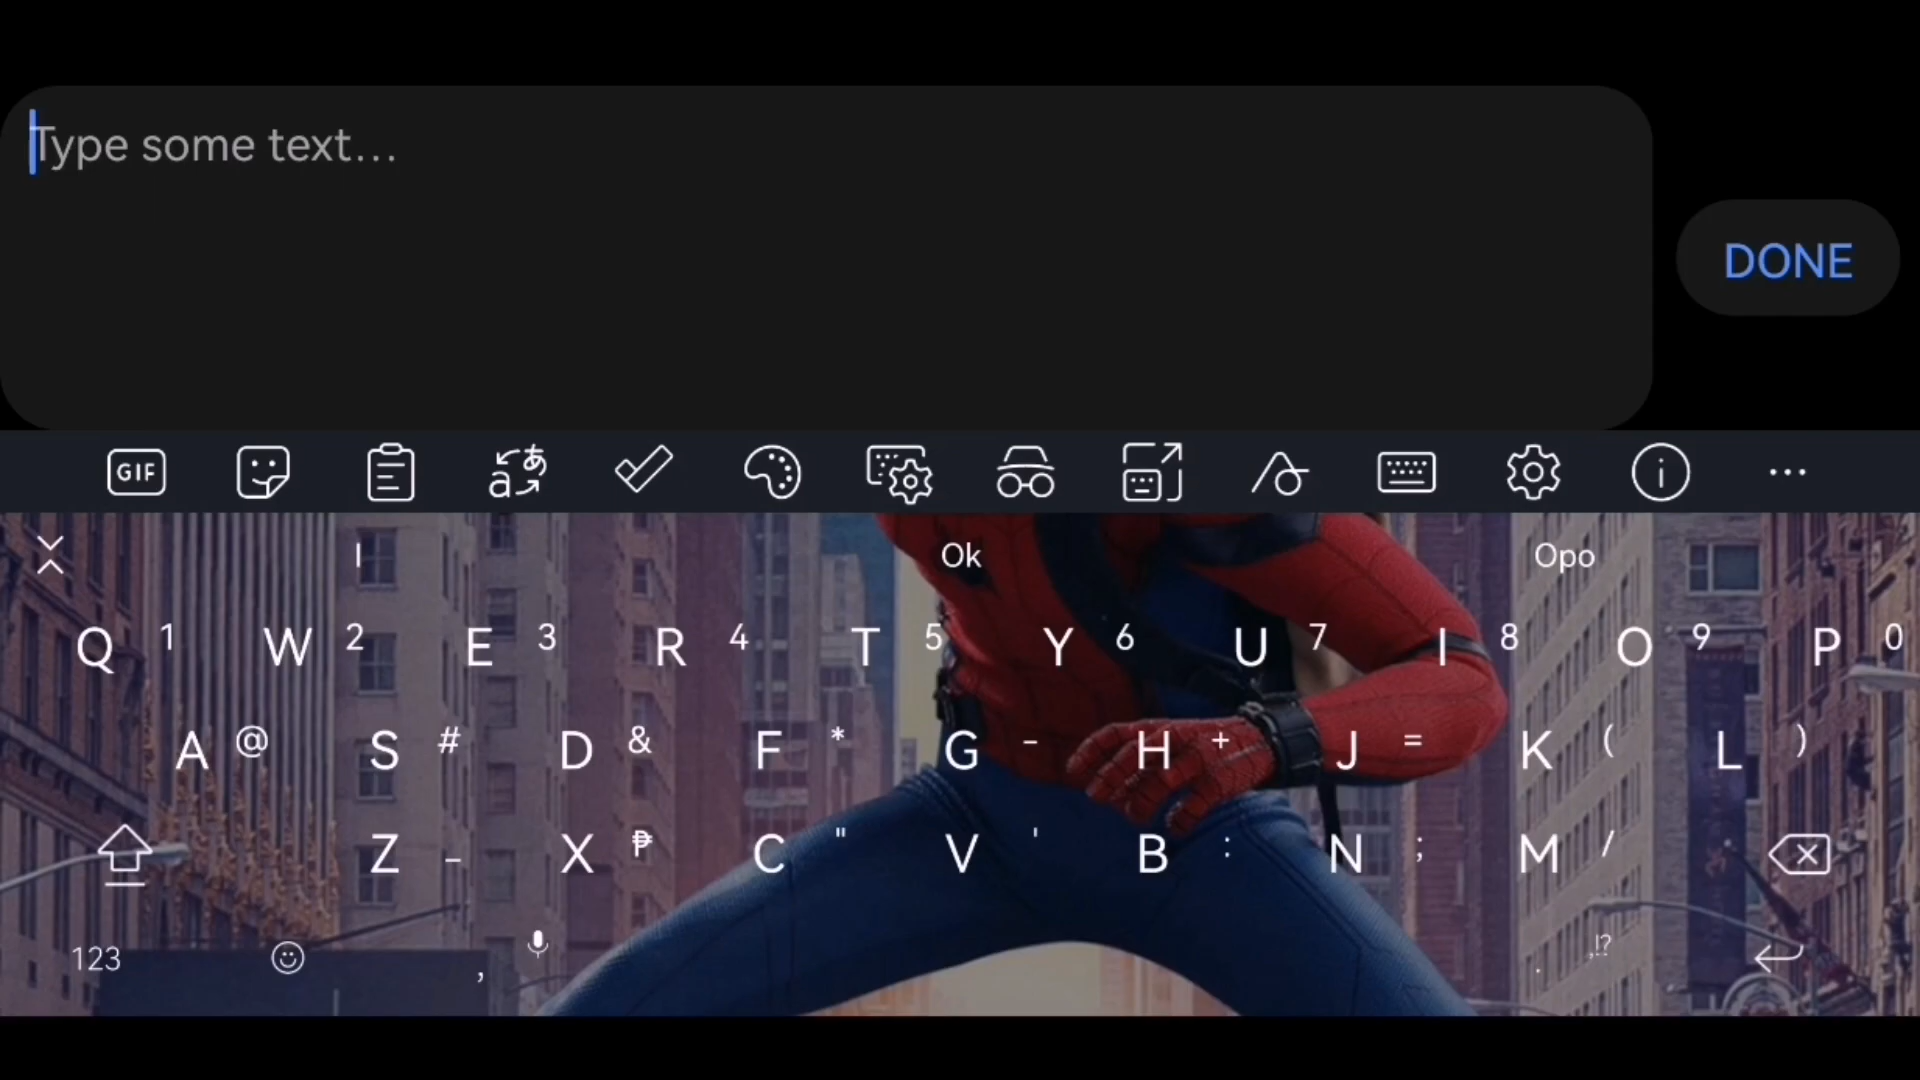 Type some text...
DONE
GIF
I Ok Opo
Q 1 W 2 E 3 R 4 T 5 Y 6 U 7 I 8 O 9 P 0
A @ S # D & F * G - H + J = K ( L )
Z _ X ₱ C " V ' B : N ; M /
123 , . ,!?